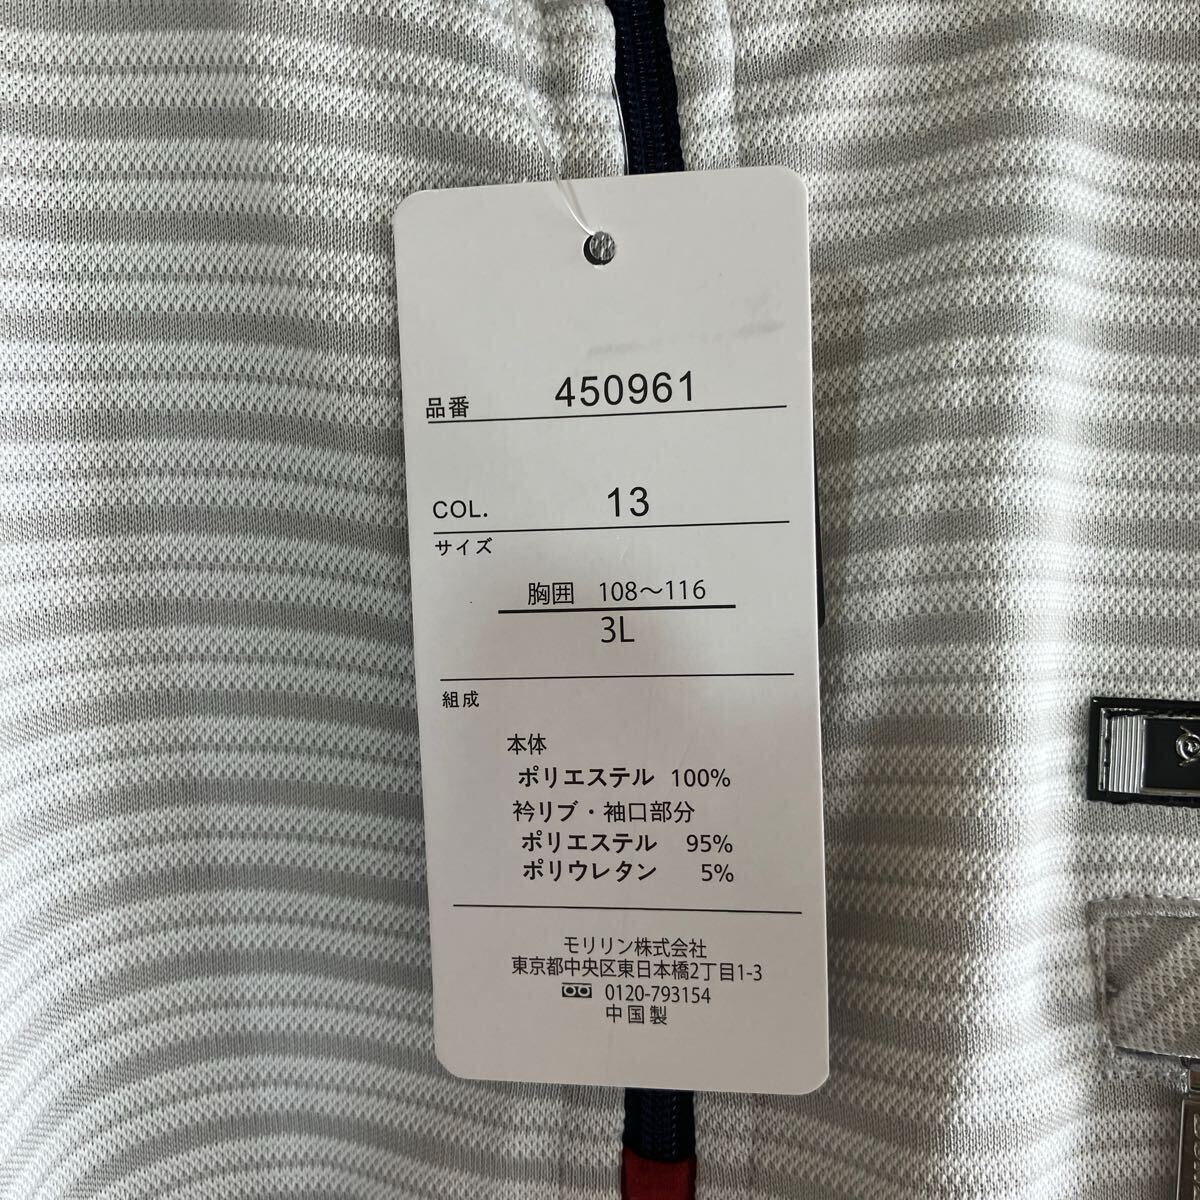 品番 450961
COL. 13
サイズ
胸囲 108〜116
3L
組成
本体
ポリエステル 100%
衿リブ・袖口部分
ポリエステル 95%
ポリウレタン 5%
モリリン株式会社
東京都中央区東日本橋2丁目1-3
0120-793154
中国製